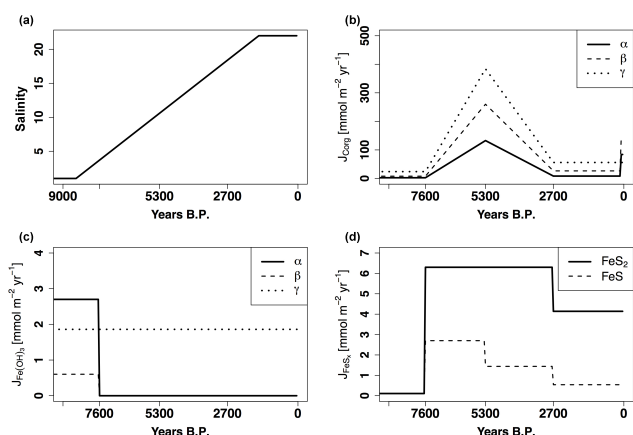 (a)
Salinity
20
15
10
5
9000 5300 2700 0
Years B.P.
(b)
J_Corg [mmol m⁻² yr⁻¹]
500
300
100
0
7600 5300 2700 0
Years B.P.
α
β
γ
(c)
J_Fe(OH)₃ [mmol m⁻² yr⁻¹]
4
3
2
1
0
7600 5300 2700 0
Years B.P.
α
β
γ
(d)
J_FeSₓ [mmol m⁻² yr⁻¹]
7
6
5
4
3
2
1
0
7600 5300 2700 0
Years B.P.
FeS₂
FeS